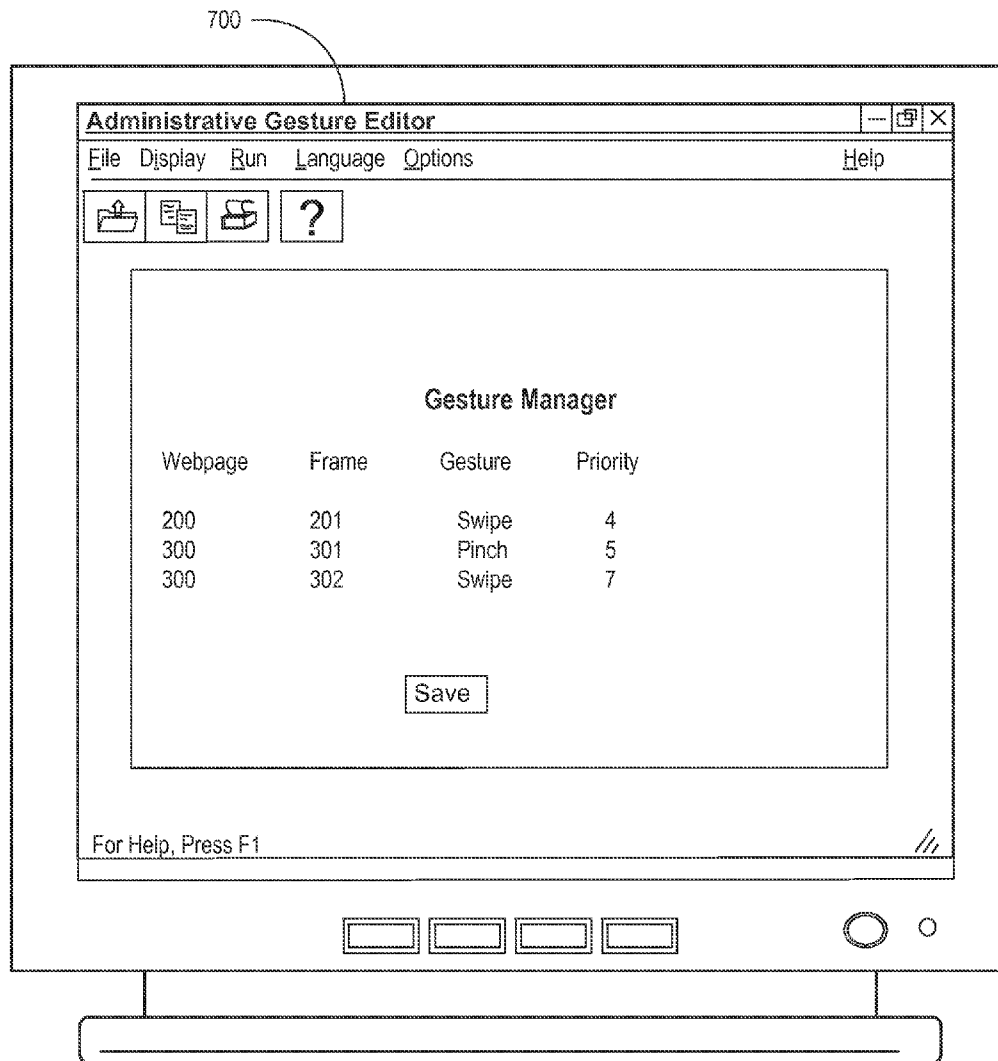 700
Administrative Gesture Editor
File Display Run Language Options Help
?
Gesture Manager
Webpage Frame Gesture Priority
200 201 Swipe 4
300 301 Pinch 5
300 302 Swipe 7
Save
For Help, Press F1